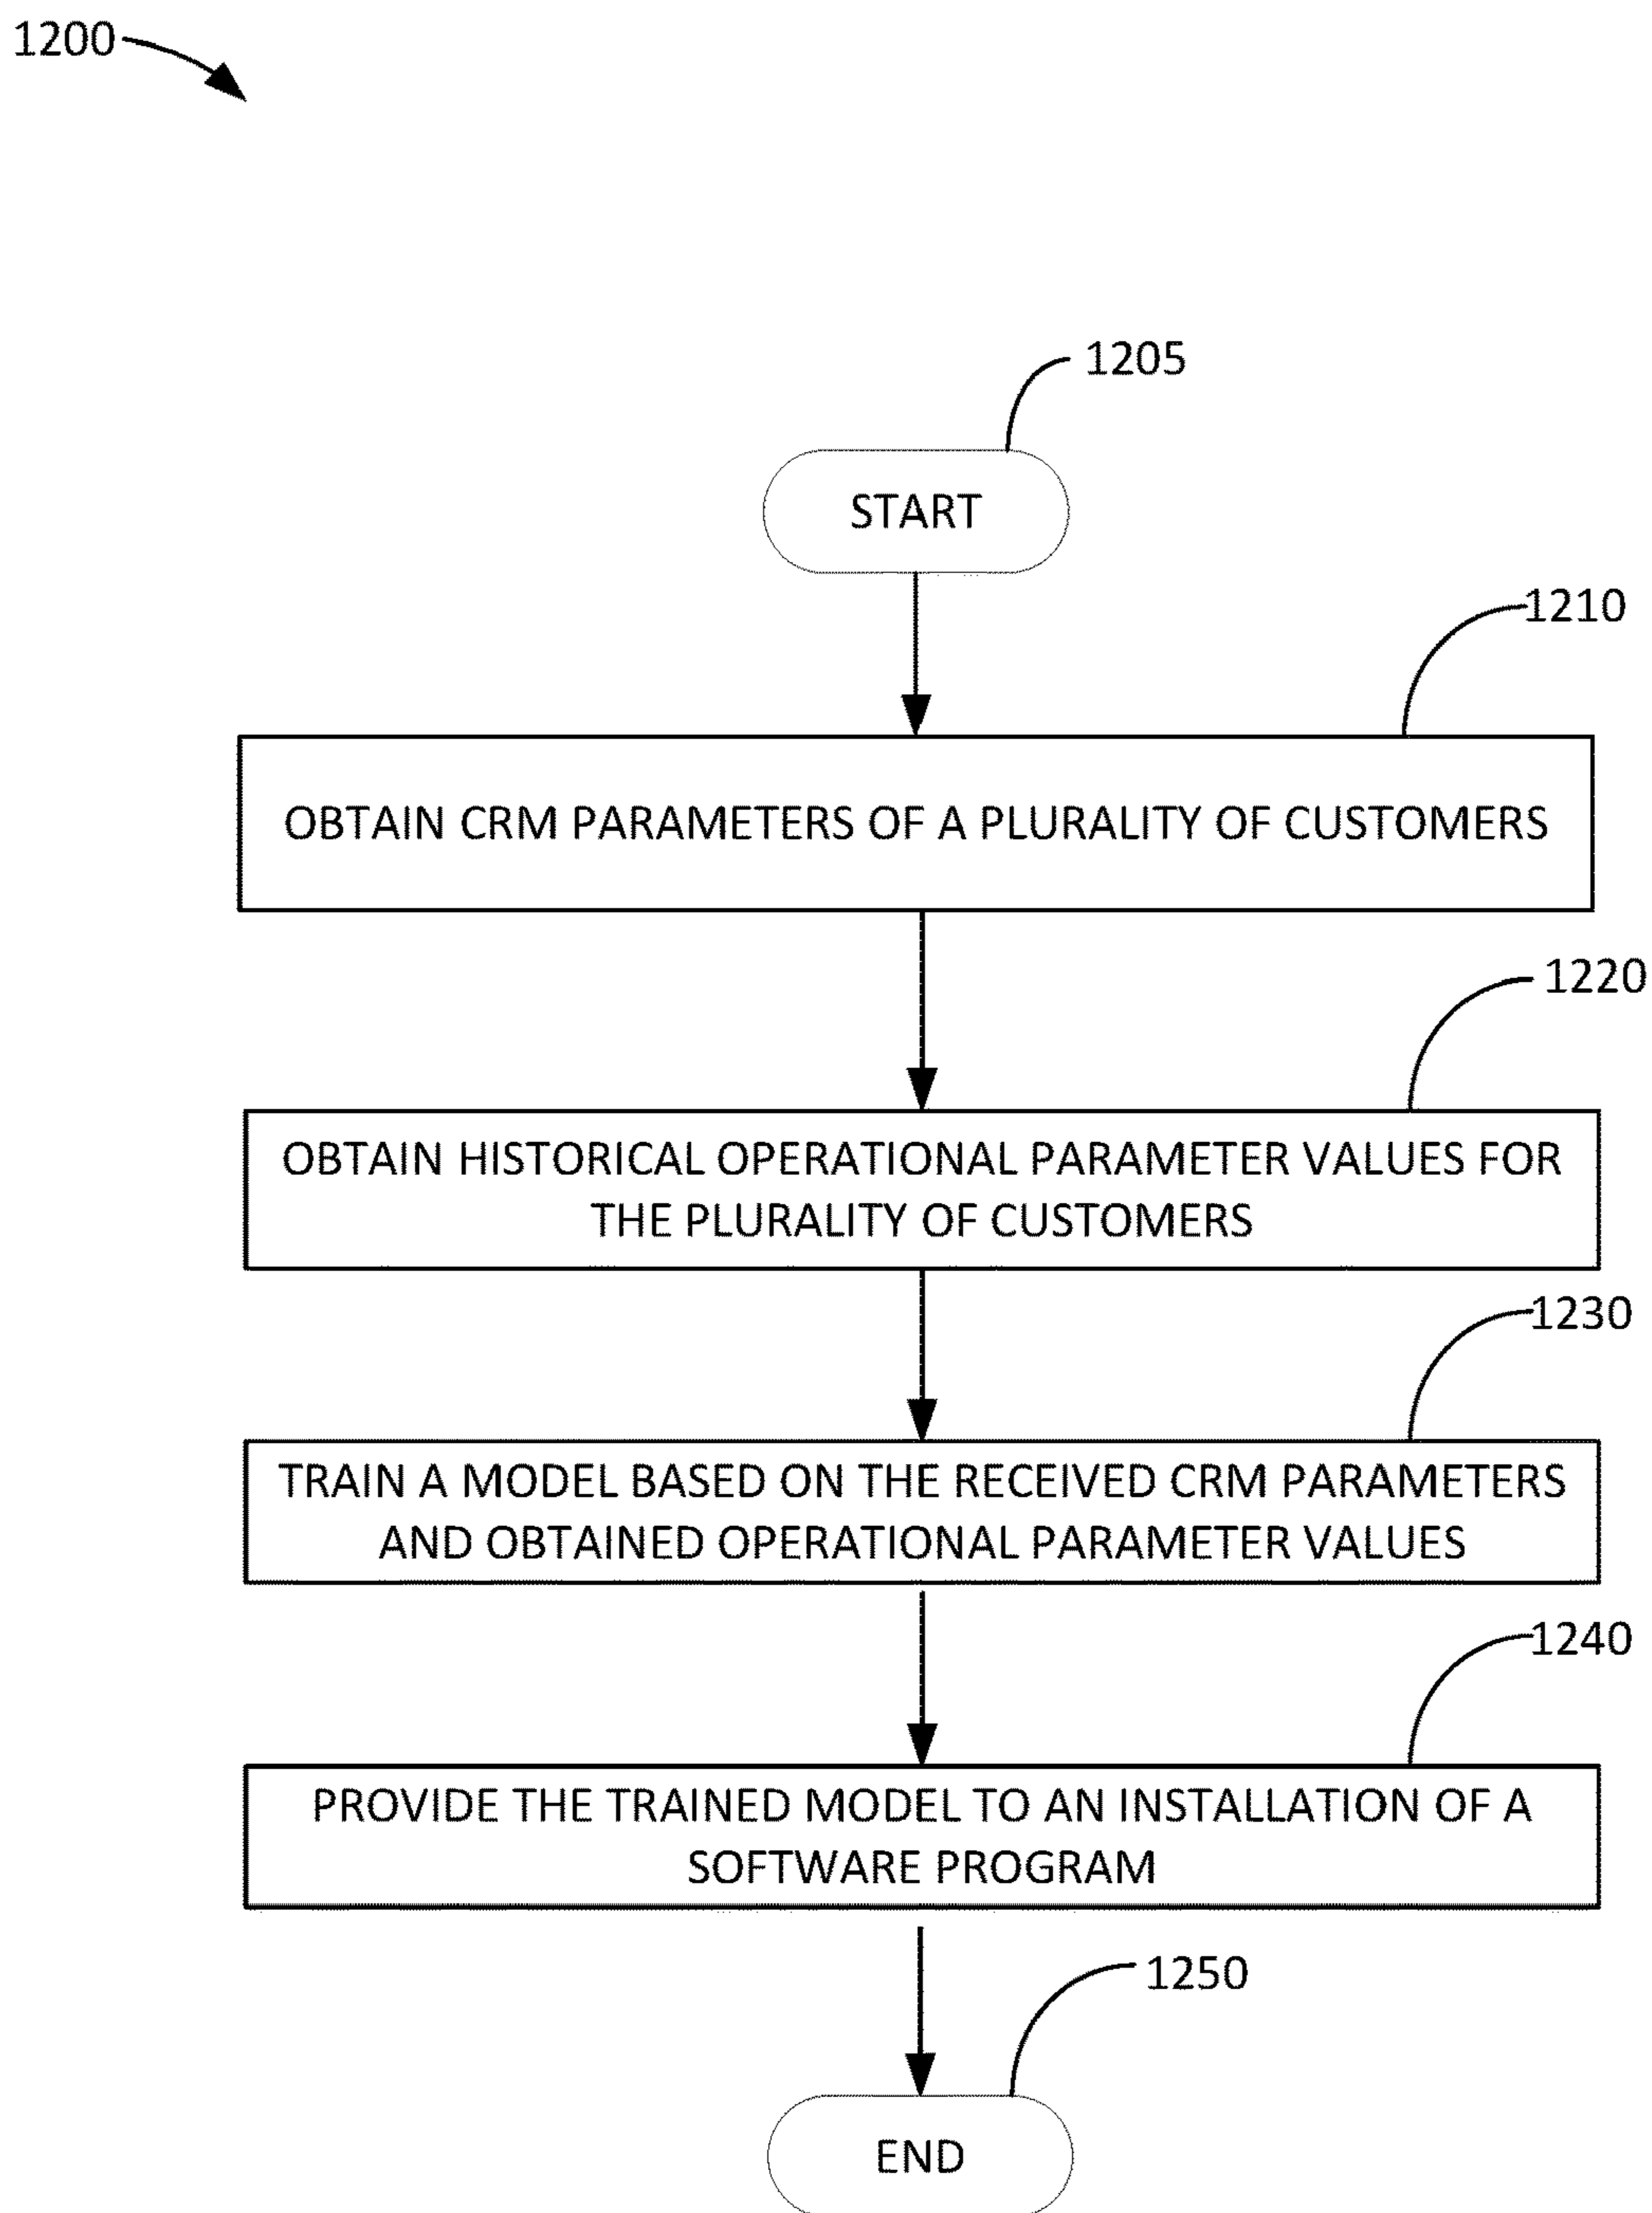 1200
1205
START
1210
OBTAIN CRM PARAMETERS OF A PLURALITY OF CUSTOMERS
1220
OBTAIN HISTORICAL OPERATIONAL PARAMETER VALUES FOR
THE PLURALITY OF CUSTOMERS
1230
TRAIN A MODEL BASED ON THE RECEIVED CRM PARAMETERS
AND OBTAINED OPERATIONAL PARAMETER VALUES
1240
PROVIDE THE TRAINED MODEL TO AN INSTALLATION OF A
SOFTWARE PROGRAM
1250
END